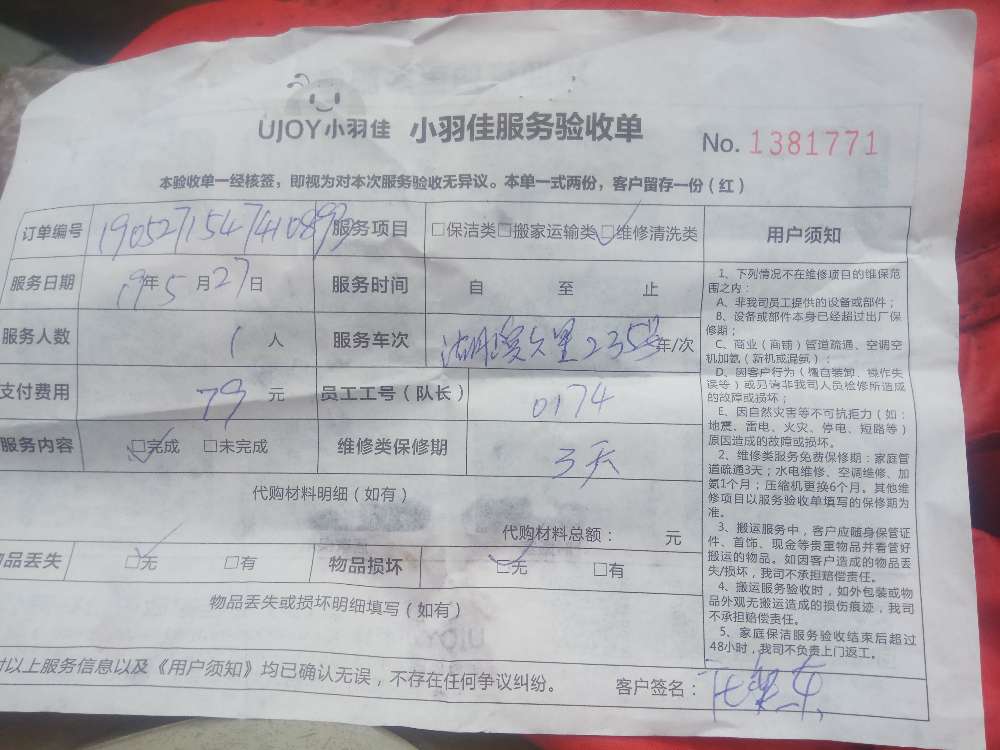 UJOY小羽佳 小羽佳服务验收单 No. 1381771
本验收单一经核签，即视为对本次服务验收无异议。本单一式两份，客户留存一份（红）
订单编号 190527154741089 服务项目 □保洁类□搬家运输类□维修清洗类
服务日期 19年5月27日 服务时间 自 至 止
服务人数 1人 服务车次 235 年/次
支付费用 79元 员工工号（队长） 0174
服务内容 □完成 □未完成 维修类保修期 3天
代购材料明细（如有）
代购材料总额： 元
品丢失 □无 □有 物品损坏 □无 □有
物品丢失或损坏明细填写（如有）
对以上服务信息以及《用户须知》均已确认无误，不存在任何争议纠纷。 客户签名：
用户须知
1、下列情况不在维修项目的维保范
围之内：
A、非我司员工提供的设备或部件；
B、设备或部件本身已经超过出厂保
修期；
C、商业（商铺）管道疏通、空调空
机加氨（新机或混氨）；
D、因客户行为（擅自装卸、操作失
误等）或另请非我司人员检修所造成
的故障或损坏；
E、因自然灾害等不可抗拒力（如：
地震、雷电、火灾、停电、短路等）
原因造成的故障或损坏。
2、维修类服务免费保修期：家庭管
道疏通3天；水电维修、空调维修、加
氨1个月；压缩机更换6个月。其他维
修项目以服务验收单填写的保修期为
准。
3、搬运服务中，客户应随身保管证
件、首饰、现金等贵重物品并看管好
搬运的物品。如因客户造成的物品丢
失/损坏，我司不承担赔偿责任。
4、搬运服务验收时，如外包装或物
品外观无搬运造成的损伤痕迹，我司
不承担赔偿责任。
5、家庭保洁服务验收结束后超过
48小时，我司不负责上门返工。